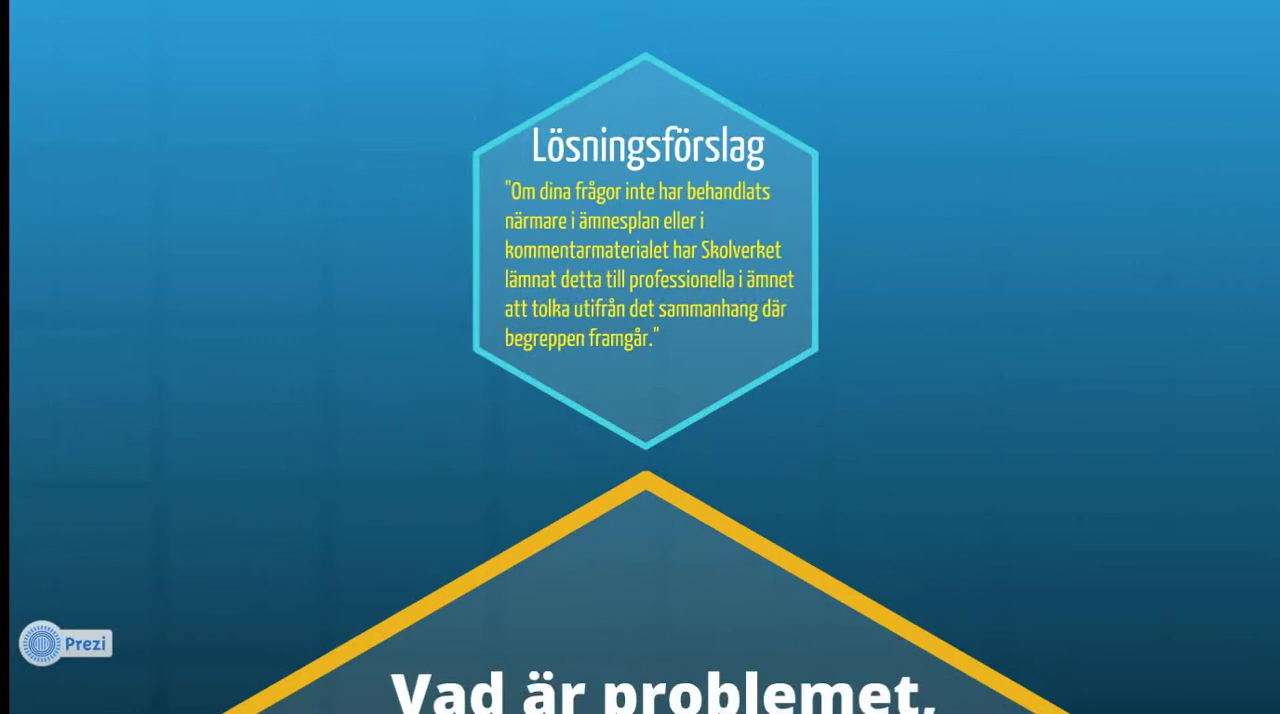 Lösningsförslag
"Om dina frågor inte har behandlats
närmare i ämnesplan eller i
kommentarmaterialet har Skolverket
lämnat detta till professionella i ämnet
att tolka utifrån det sammanhang där
begreppen framgår."
Prezi
Vad är problemet,